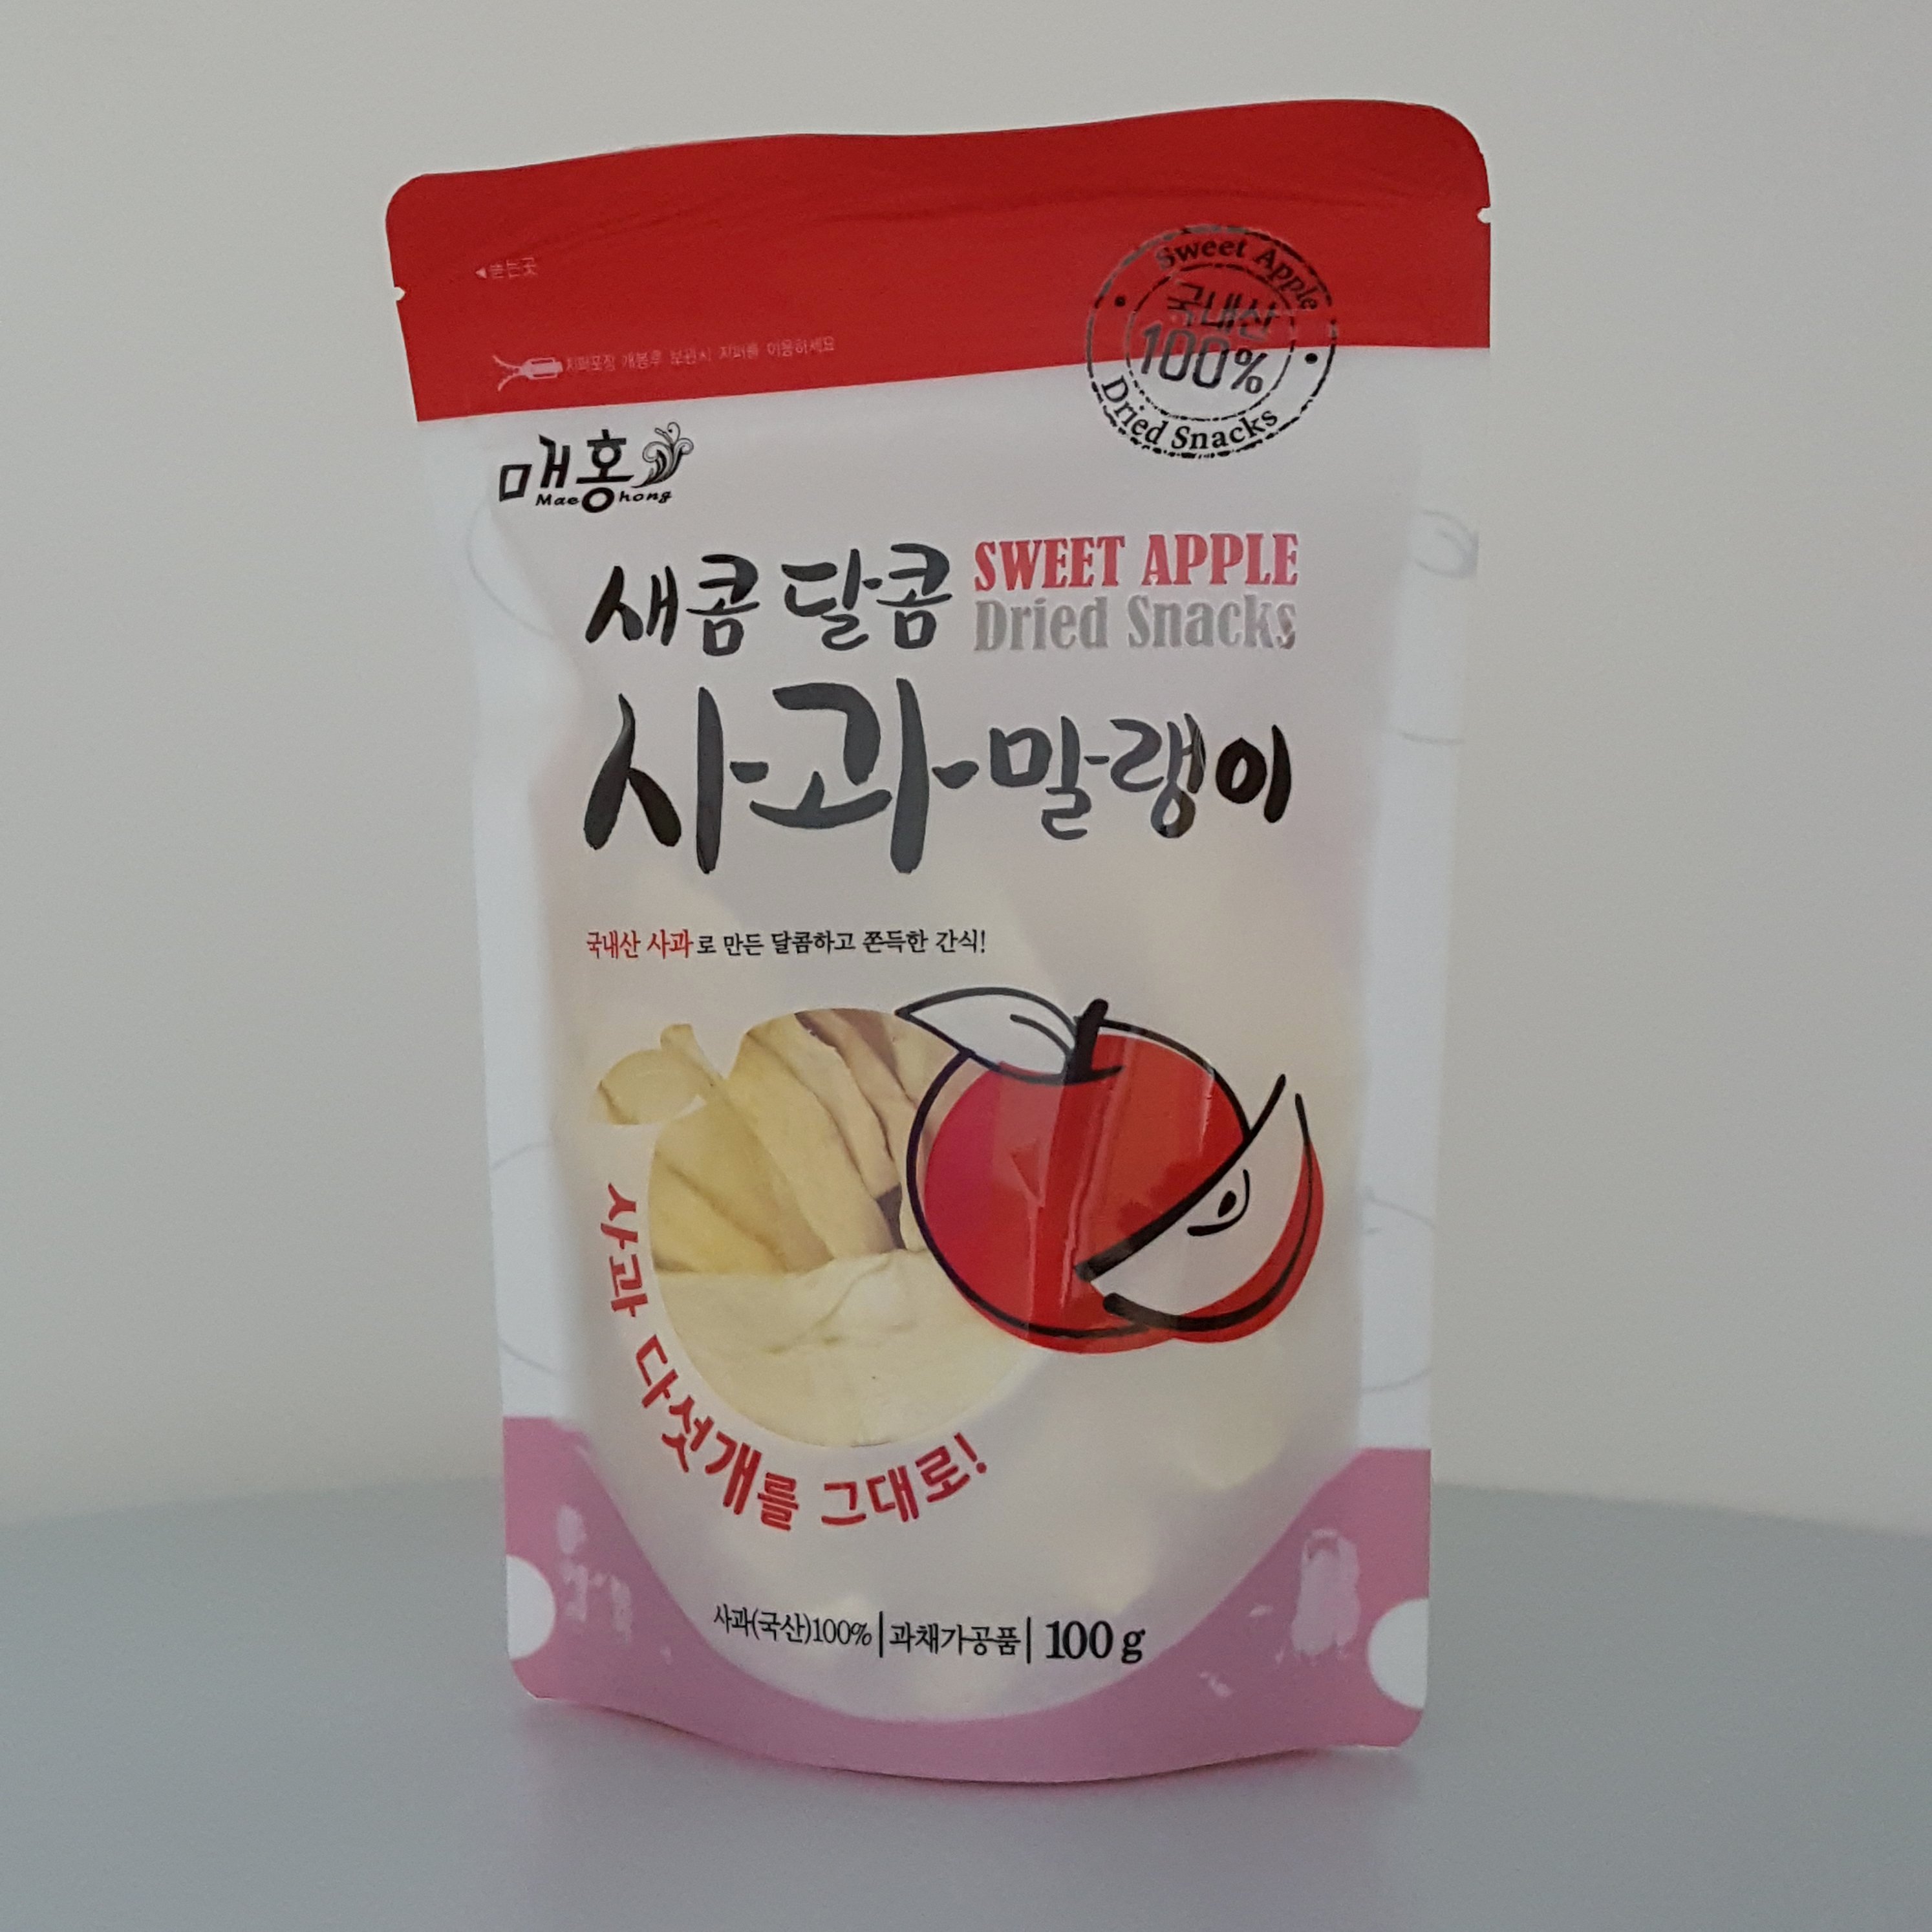 ◀뜯는곳
지퍼포장 개봉후 보관시 지퍼를 이용하세요
Sweet Apple
국내산
100%
Dried Snacks
매홍
Maehong
새콤달콤
SWEET APPLE
Dried Snacks
사과말랭이
국내산 사과로 만든 달콤하고 쫀득한 간식!
사과 다섯개를 그대로!
사과(국산)100%|과채가공품|100 g